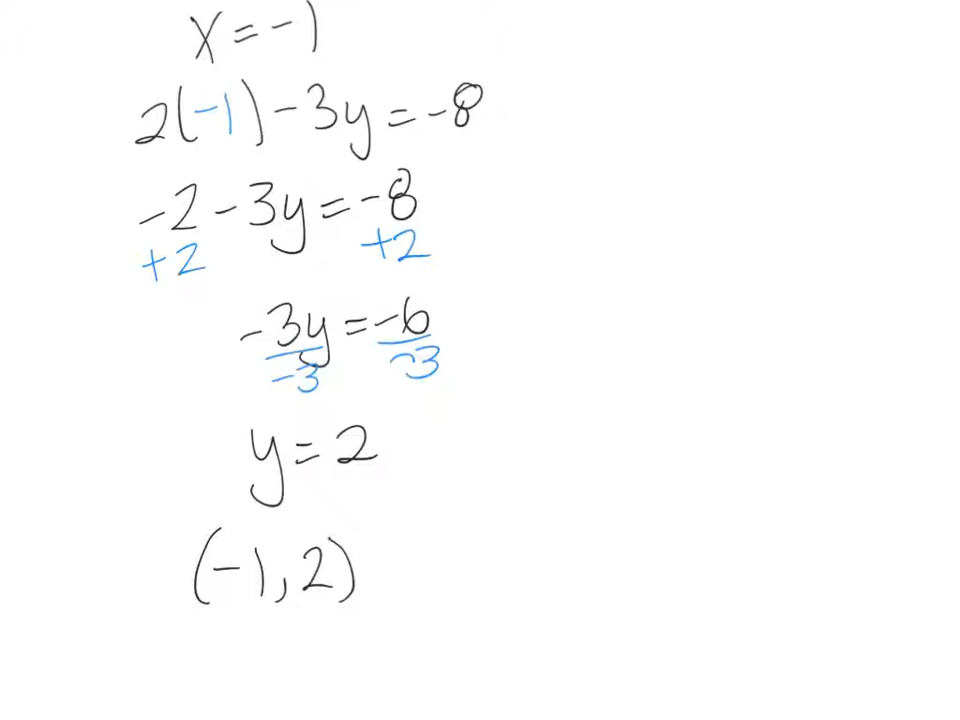 x = -1
2(-1) - 3y = -8
-2 - 3y = -8
+2 +2
-3y = -6
-3 -3
y = 2
(-1, 2)